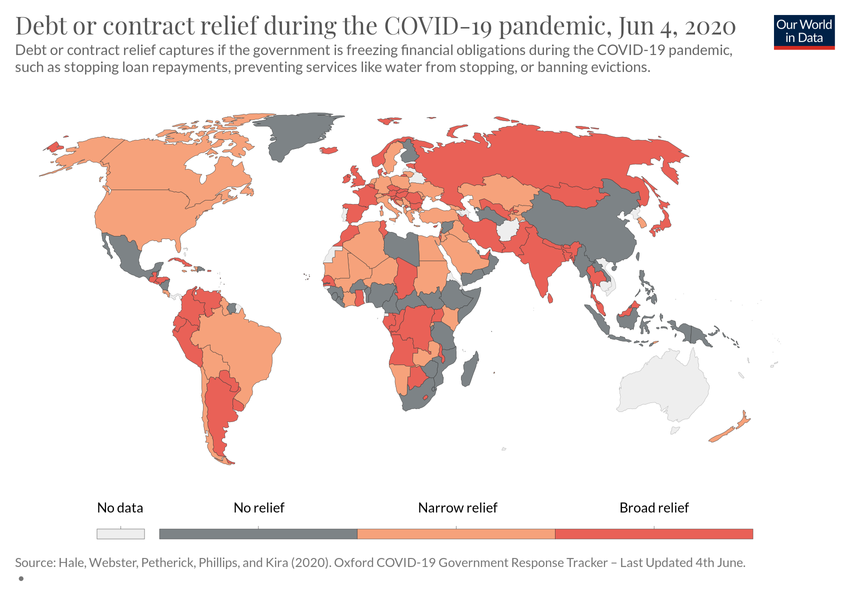 Debt or contract relief during the COVID-19 pandemic, Jun 4, 2020
Our World
in Data
Debt or contract relief captures if the government is freezing financial obligations during the COVID-19 pandemic,
such as stopping loan repayments, preventing services like water from stopping, or banning evictions.
No data
No relief
Narrow relief
Broad relief
Source: Hale, Webster, Petherick, Phillips, and Kira (2020). Oxford COVID-19 Government Response Tracker – Last Updated 4th June.